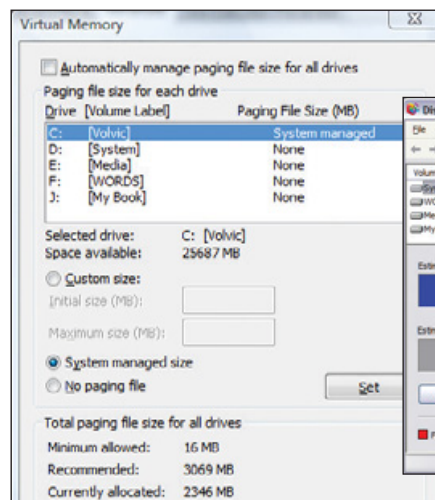 Virtual Memory
Automatically manage paging file size for all drives
Paging file size for each drive
Drive [Volume Label] Paging File Size (MB)
C: [Volvic] System managed
D: [System] None
E: [Media] None
F: [WORDS] None
J: [My Book] None
Selected drive: C: [Volvic]
Space available: 25687 MB
Custom size:
Initial size (MB):
Maximum size (MB):
System managed size
No paging file
Set
Total paging file size for all drives
Minimum allowed: 16 MB
Recommended: 3069 MB
Currently allocated: 2346 MB
File